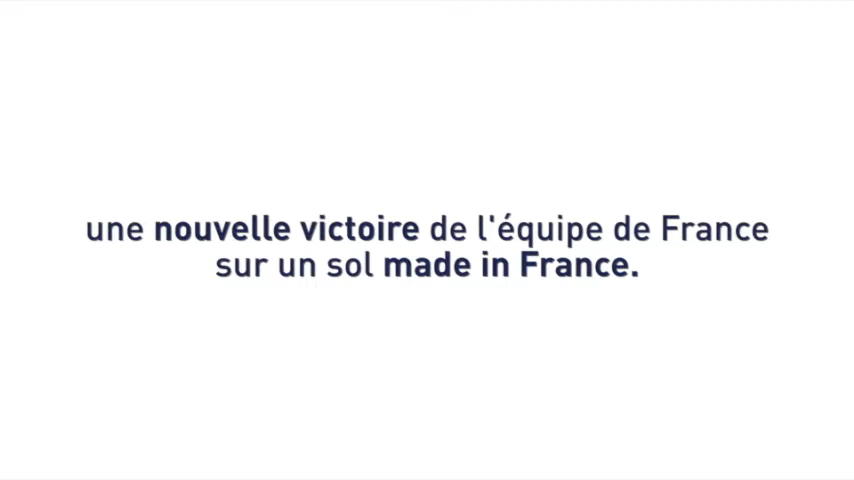 une nouvelle victoire de l'équipe de France
sur un sol made in France.